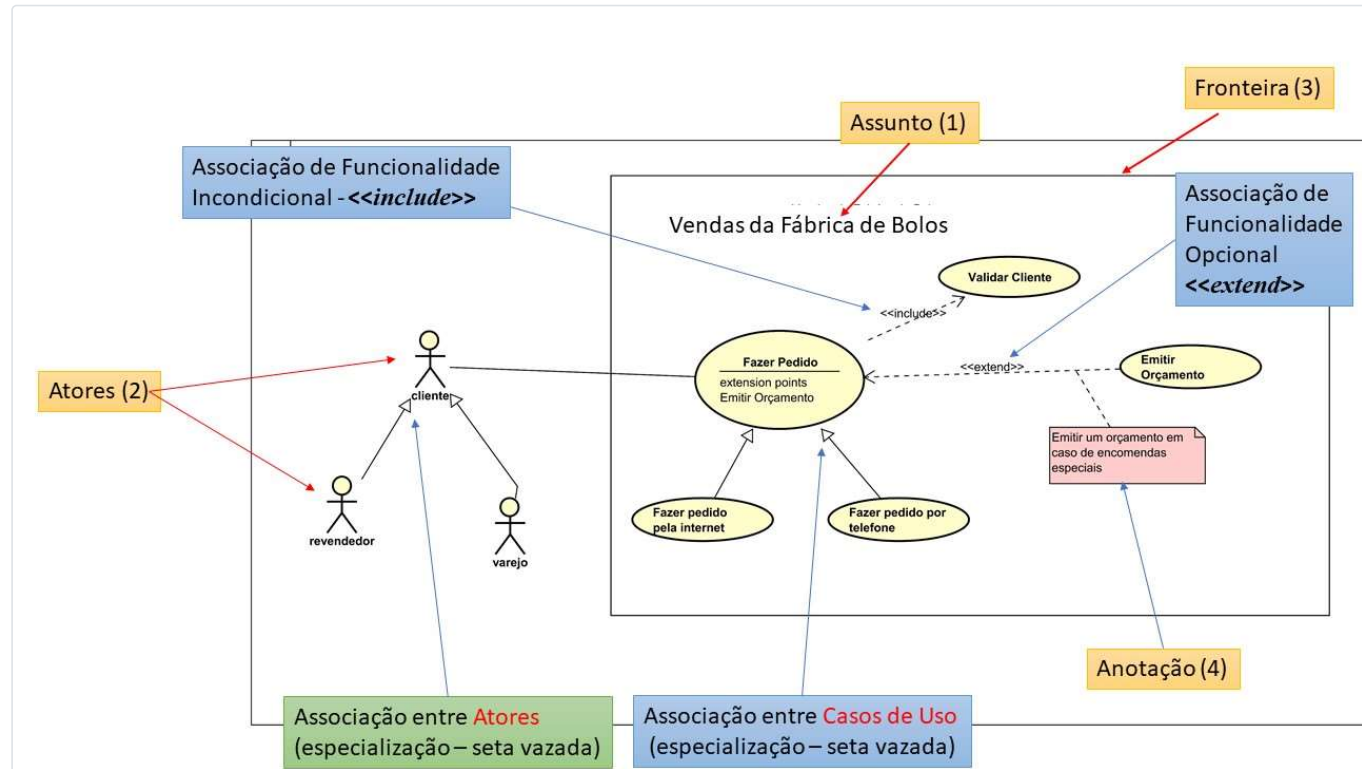 Fronteira (3)
Assunto (1)
Associação de Funcionalidade
Incondicional - <<include>>
Associação de
Funcionalidade
Opcional
<<extend>>
Vendas da Fábrica de Bolos
Validar Cliente
<<include>>
Fazer Pedido
extension points
Emitir Orçamento
<<extend>>
Emitir
Orçamento
Atores (2)
cliente
Emitir um orçamento em
caso de encomendas
especiais
revendedor
varejo
Fazer pedido
pela internet
Fazer pedido por
telefone
Anotação (4)
Associação entre Atores
(especialização – seta vazada)
Associação entre Casos de Uso
(especialização – seta vazada)